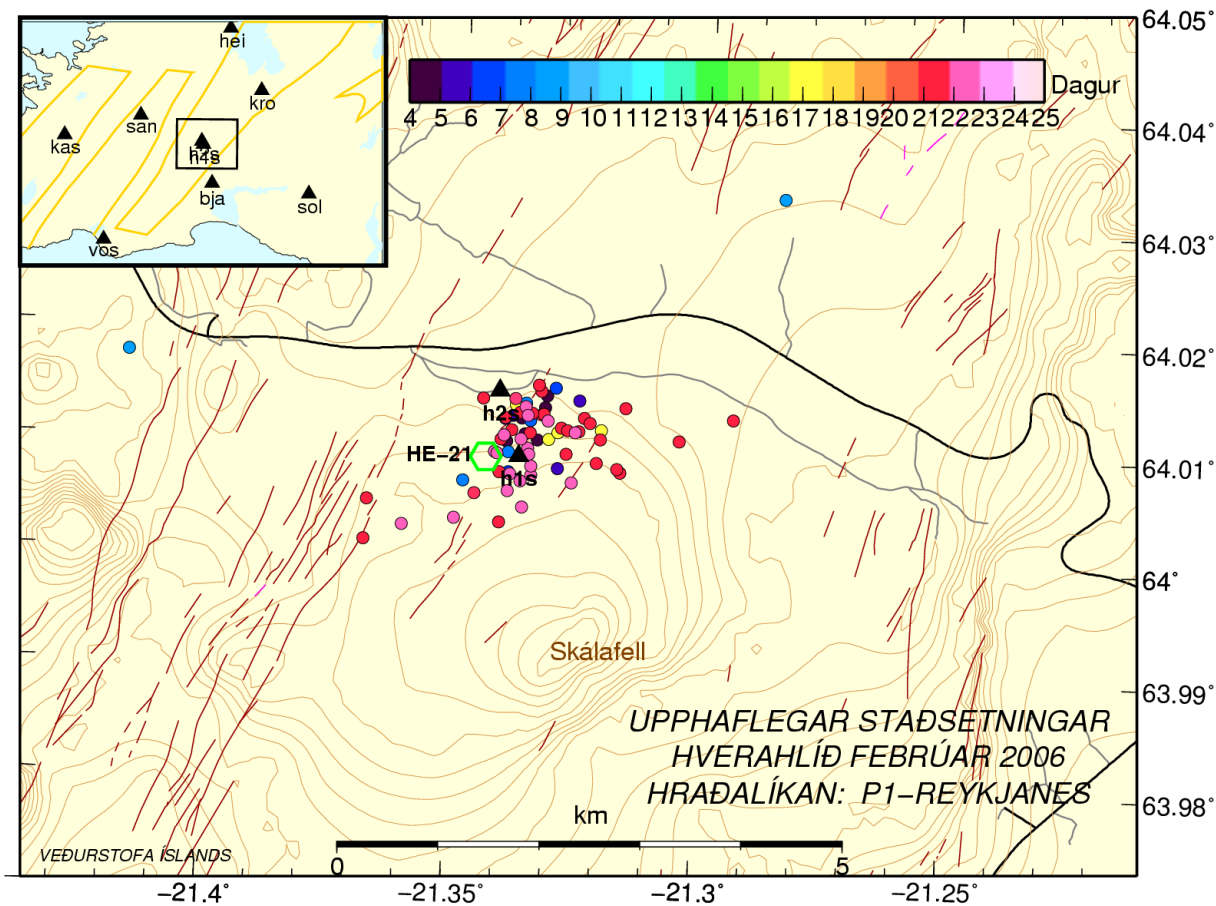 hei
kro
san
kas
h2s
h1s
bja
sol
vos
Dagur
4 5 6 7 8 9 10 11 12 13 14 15 16 17 18 19 20 21 22 23 24 25
64.05°
64.04°
64.03°
64.02°
64.01°
64°
63.99°
63.98°
h2s
HE–21
h1s
Skálafell
UPPHAFLEGAR STAÐSETNINGAR
HVERAHLÍÐ FEBRÚAR 2006
HRAÐALÍKAN: P1–REYKJANES
km
0 5
VEÐURSTOFA ÍSLANDS
−21.4° −21.35° −21.3° −21.25°